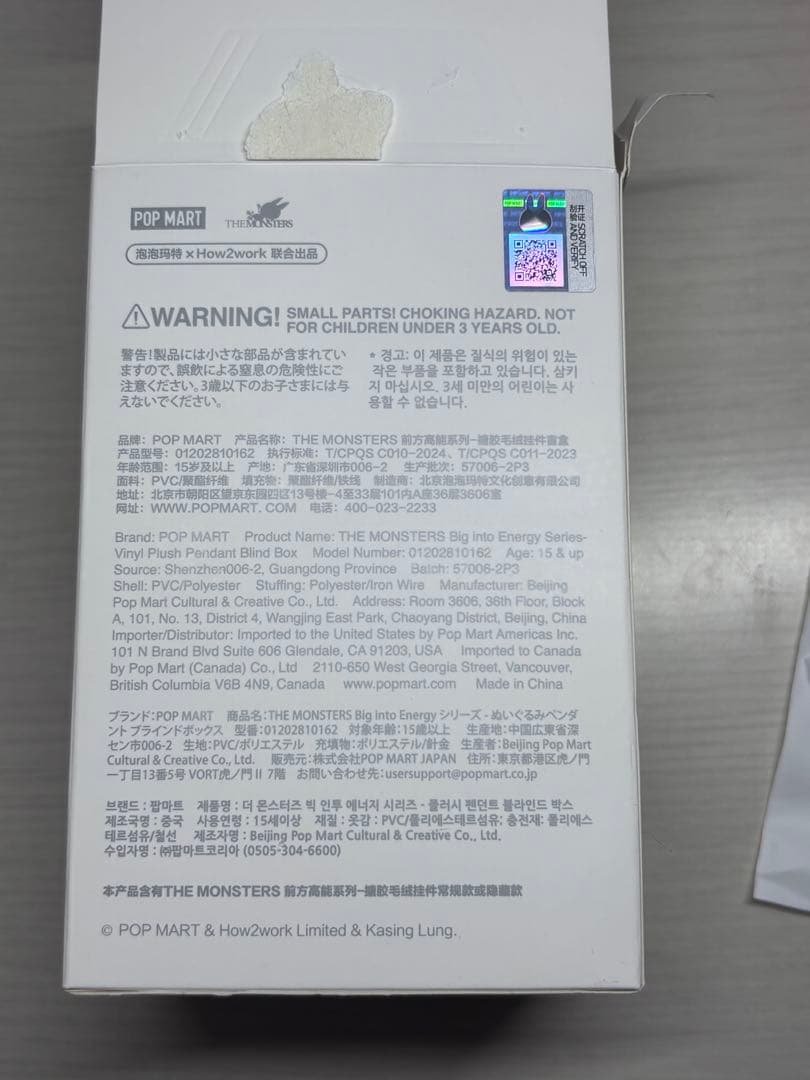 POP MART
THE MONSTERS
泡泡玛特 × How2work 联合出品
POP MART
POP MART
刮开验证 SCRATCH OFF AND VERIFY
WARNING! SMALL PARTS! CHOKING HAZARD. NOT
FOR CHILDREN UNDER 3 YEARS OLD.
警告!製品には小さな部品が含まれてい
ますので、誤飲による窒息の危険性にご
注意ください。3歳以下のお子さまには与
えないでください。
* 경고: 이 제품은 질식의 위험이 있는
작은 부품을 포함하고 있습니다. 삼키
지 마십시오. 3세 미만의 어린이는 사
용할 수 없습니다.
品牌: POP MART 产品名称: THE MONSTERS 前方高能系列-搪胶毛绒挂件盲盒
产品型号: 01202810162 执行标准: T/CPQS C010-2024、T/CPQS C011-2023
年龄范围: 15岁及以上 产地: 广东省深圳市006-2 生产批次: 57006-2P3
面料: PVC/聚酯纤维 填充物: 聚酯纤维/铁线 制造商: 北京泡泡玛特文化创意有限公司
地址: 北京市朝阳区望京东园四区13号楼-4至33层101内A座36层3606室
网址: WWW.POPMART. COM 电话: 400-023-2233
Brand: POP MART Product Name: THE MONSTERS Big into Energy Series-
Vinyl Plush Pendant Blind Box Model Number: 01202810162 Age: 15 & up
Source: Shenzhen006-2, Guangdong Province Batch: 57006-2P3
Shell: PVC/Polyester Stuffing: Polyester/Iron Wire Manufacturer: Beijing
Pop Mart Cultural & Creative Co., Ltd. Address: Room 3606, 36th Floor, Block
A, 101, No. 13, District 4, Wangjing East Park, Chaoyang District, Beijing, China
Importer/Distributor: Imported to the United States by Pop Mart Americas Inc.
101 N Brand Blvd Suite 606 Glendale, CA 91203, USA Imported to Canada
by Pop Mart (Canada) Co., Ltd 2110-650 West Georgia Street, Vancouver,
British Columbia V6B 4N9, Canada www.popmart.com Made in China
ブランド:POP MART 商品名:THE MONSTERS Big into Energy シリーズ - ぬいぐるみペンダ
ント ブラインドボックス 型番:01202810162 対象年齢:15歳以上 生産地:中国広東省深
セン市006-2 生地:PVC/ポリエステル 充填物:ポリエステル/針金 生産者:Beijing Pop Mart
Cultural & Creative Co., Ltd. 販売元:株式会社POP MART JAPAN 住所:東京都港区虎ノ門
一丁目13番5号 VORT虎ノ門 II 7階 お問い合わせ先:usersupport@popmart.co.jp
브랜드 : 팝마트 제품명 : 더 몬스터즈 빅 인투 에너지 시리즈 - 플러시 펜던트 블라인드 박스
제조국명 : 중국 사용연령 : 15세이상 재질 : 옷감 : PVC/폴리에스테르섬유; 충전재: 폴리에스
테르섬유/철선 제조자명 : Beijing Pop Mart Cultural & Creative Co., Ltd.
수입자명 : ㈜팝마트코리아 (0505-304-6600)
本产品含有THE MONSTERS 前方高能系列-搪胶毛绒挂件常规款或隐藏款
© POP MART & How2work Limited & Kasing Lung.